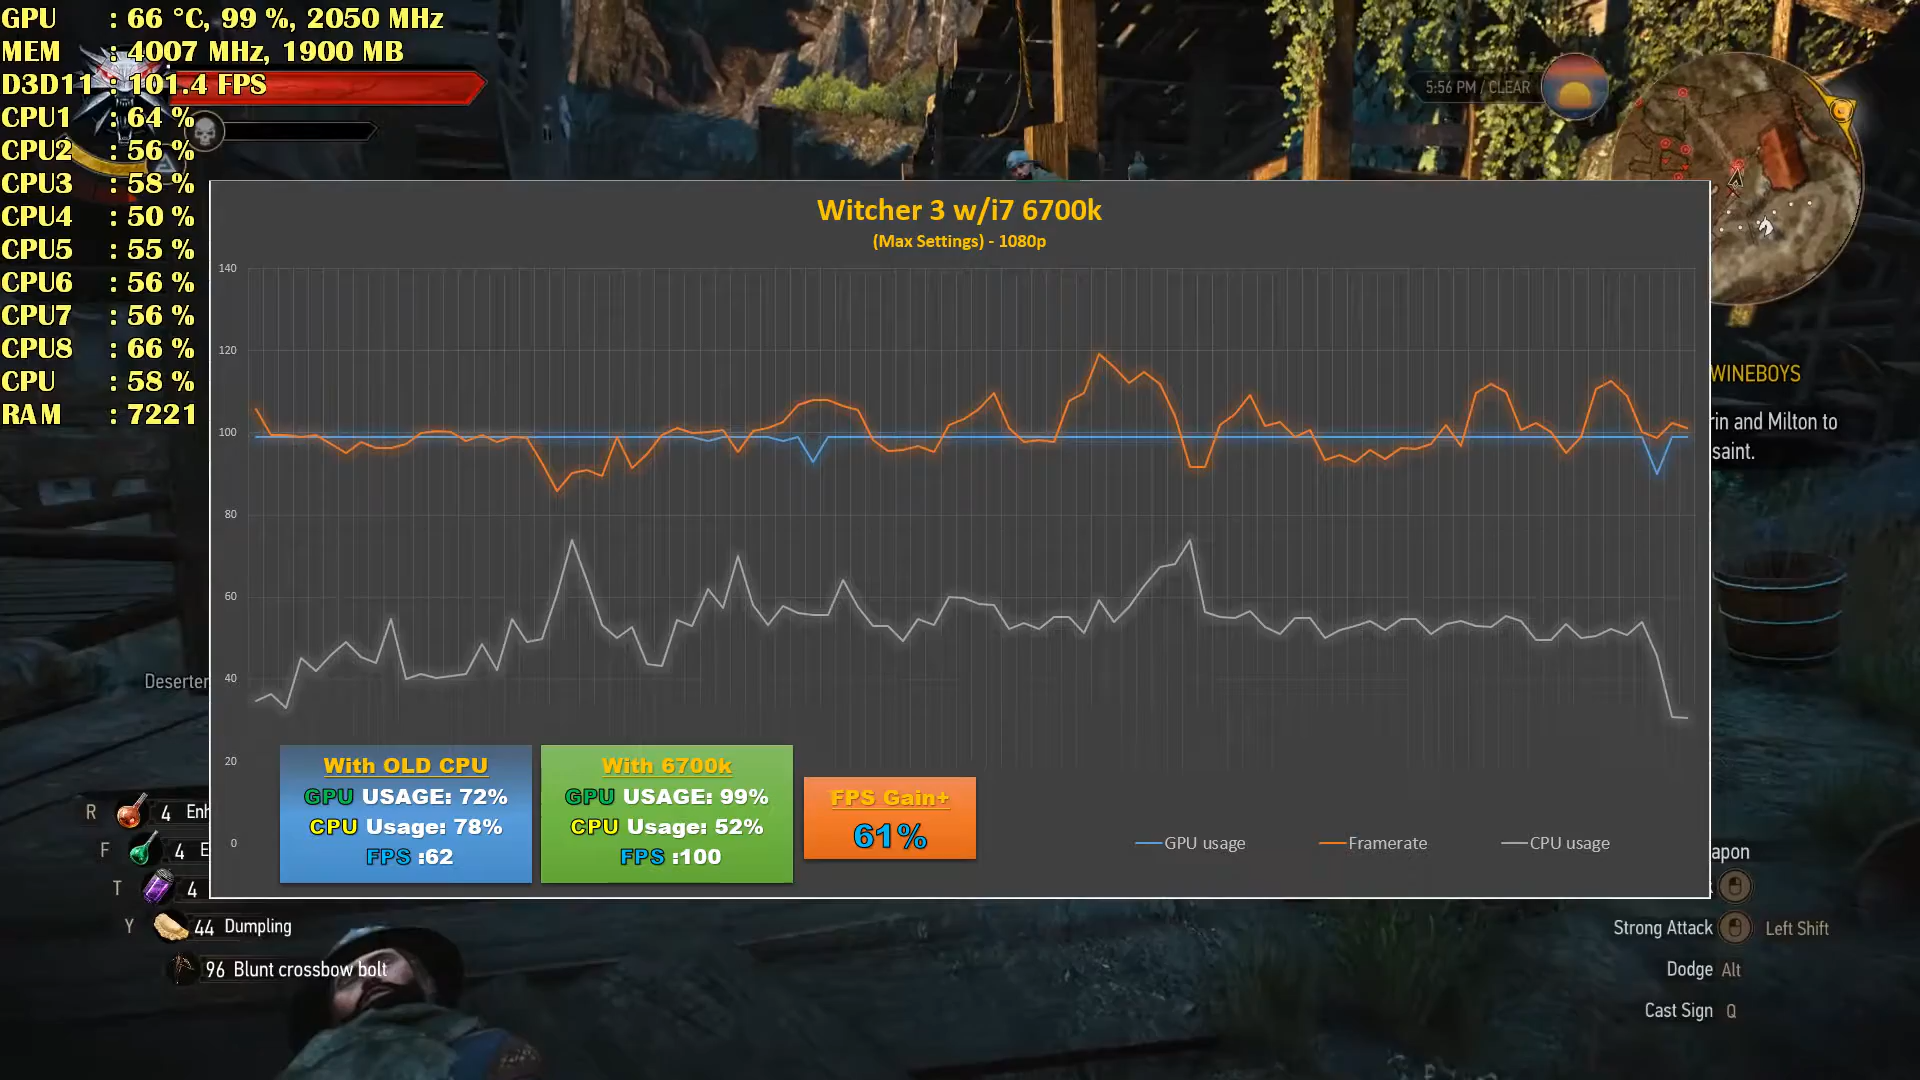 GPU : 66 °C, 99 %, 2050 MHz
MEM : 4007 MHz, 1900 MB
D3D11 : 101.4 FPS
CPU1 : 64 %
CPU2 : 56 %
CPU3 : 58 %
CPU4 : 50 %
CPU5 : 55 %
CPU6 : 56 %
CPU7 : 56 %
CPU8 : 66 %
CPU : 58 %
RAM : 7221
5:56 PM / CLEAR
WINEBOYS
rin and Milton to
saint.
Witcher 3 w/i7 6700k
(Max Settings) - 1080p
140
120
100
80
60
40
20
0
With OLD CPU
GPU USAGE: 72%
CPU Usage: 78%
FPS :62
With 6700k
GPU USAGE: 99%
CPU Usage: 52%
FPS :100
FPS Gain+
61%
GPU usage
Framerate
CPU usage
Deserter
R 4 Enh
F 4 E
T 4
Y 44 Dumpling
96 Blunt crossbow bolt
apon
Strong Attack Left Shift
Dodge Alt
Cast Sign Q